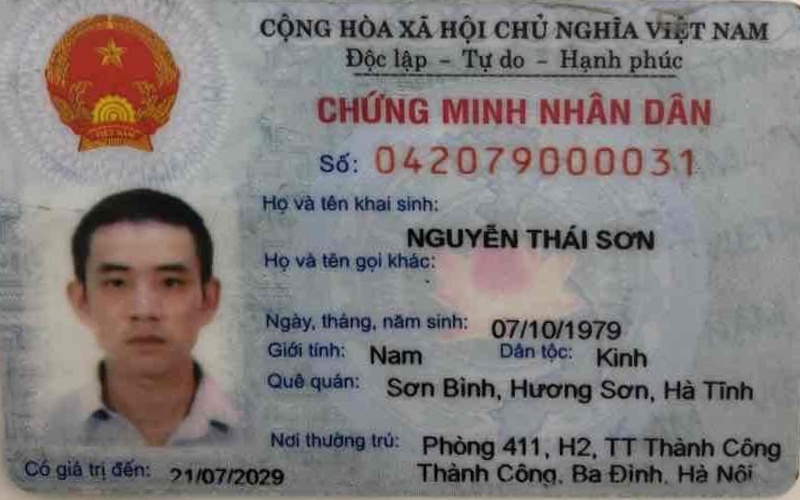 CỘNG HÒA XÃ HỘI CHỦ NGHĨA VIỆT NAM
Độc lập - Tự do - Hạnh phúc
CHỨNG MINH NHÂN DÂN
Số: 042079000031
Họ và tên khai sinh:
NGUYỄN THÁI SƠN
Họ và tên gọi khác:
Ngày, tháng, năm sinh: 07/10/1979
Giới tính: Nam Dân tộc: Kinh
Quê quán: Sơn Bình, Hương Sơn, Hà Tĩnh
Nơi thường trú: Phòng 411, H2, TT Thành Công
Thành Công, Ba Đình, Hà Nội
Có giá trị đến: 21/07/2029
VIỆT NAM